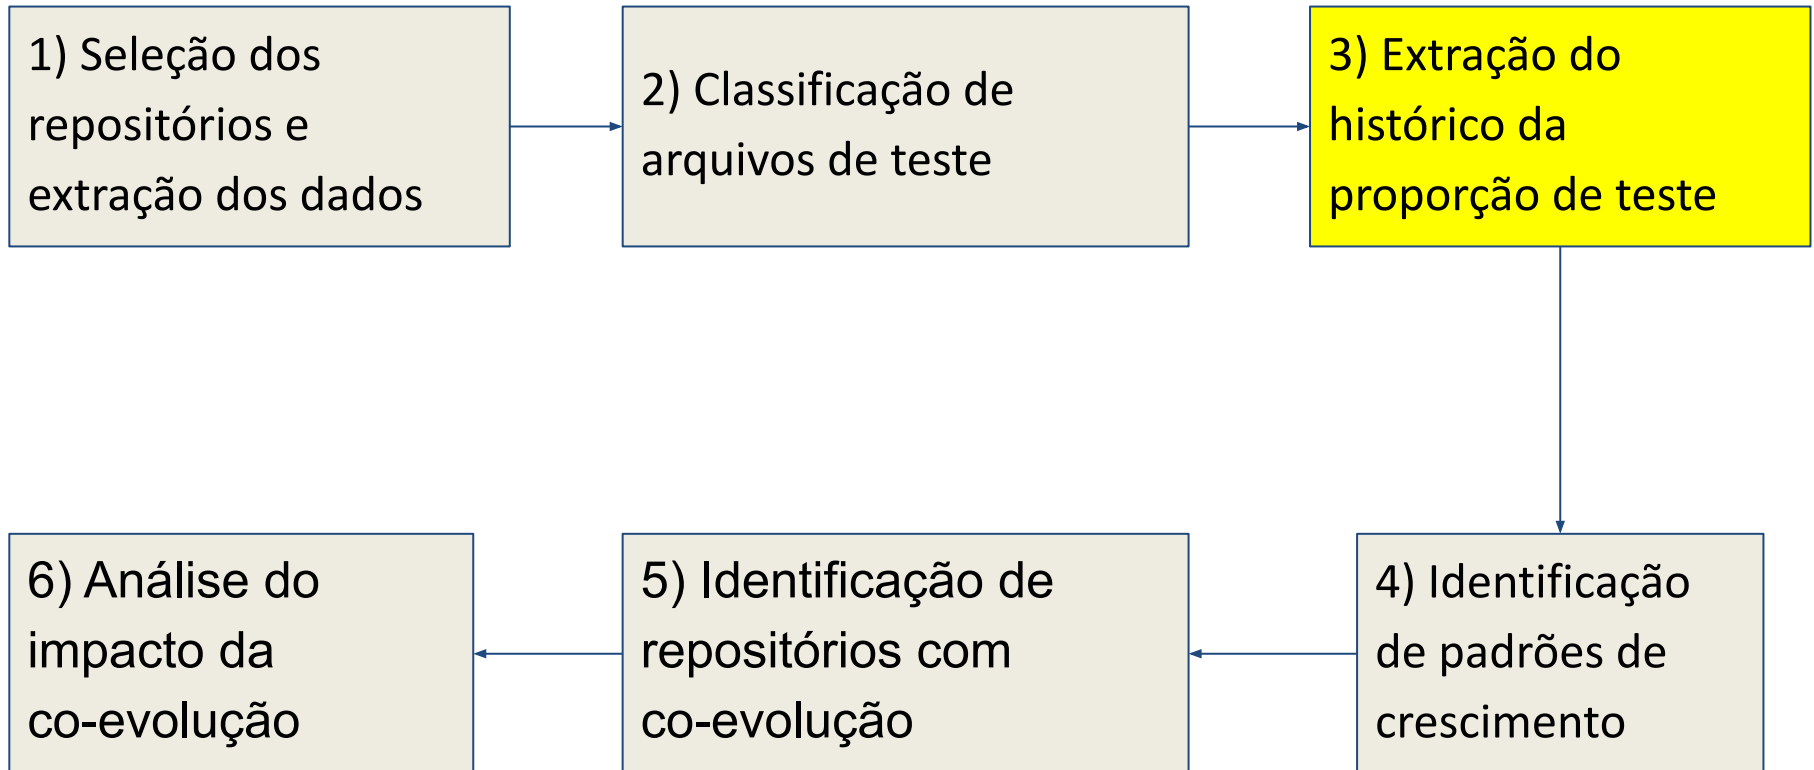 1) Seleção dos
repositórios e
extração dos dados
2) Classificação de
arquivos de teste
3) Extração do
histórico da
proporção de teste
4) Identificação
de padrões de
crescimento
5) Identificação de
repositórios com
co-evolução
6) Análise do
impacto da
co-evolução